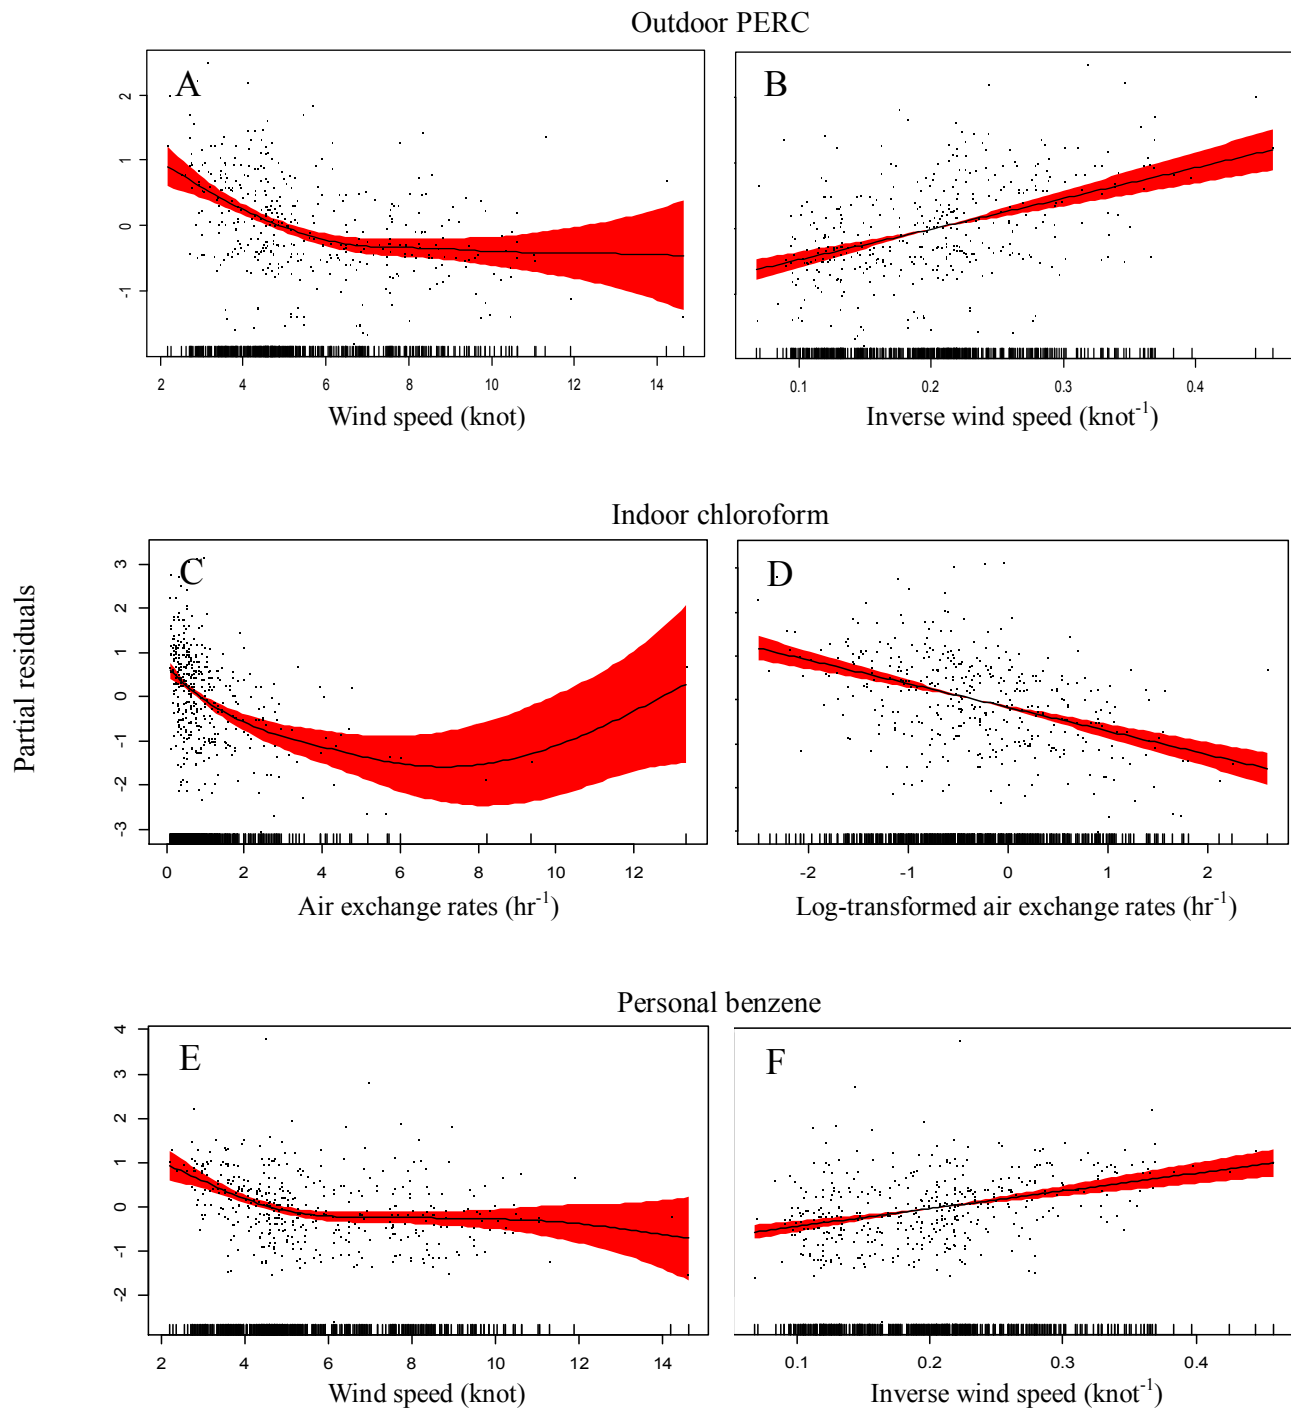 Outdoor PERC
A
B
2
1
0
-1
2 4 6 8 10 12 14
0.1 0.2 0.3 0.4
Wind speed (knot)
Inverse wind speed (knot⁻¹)
Indoor chloroform
Partial residuals
C
D
3
2
1
0
-1
-2
-3
0 2 4 6 8 10 12
-2 -1 0 1 2
Air exchange rates (hr⁻¹)
Log-transformed air exchange rates (hr⁻¹)
Personal benzene
E
F
4
3
2
1
0
-1
-2
2 4 6 8 10 12 14
0.1 0.2 0.3 0.4
Wind speed (knot)
Inverse wind speed (knot⁻¹)